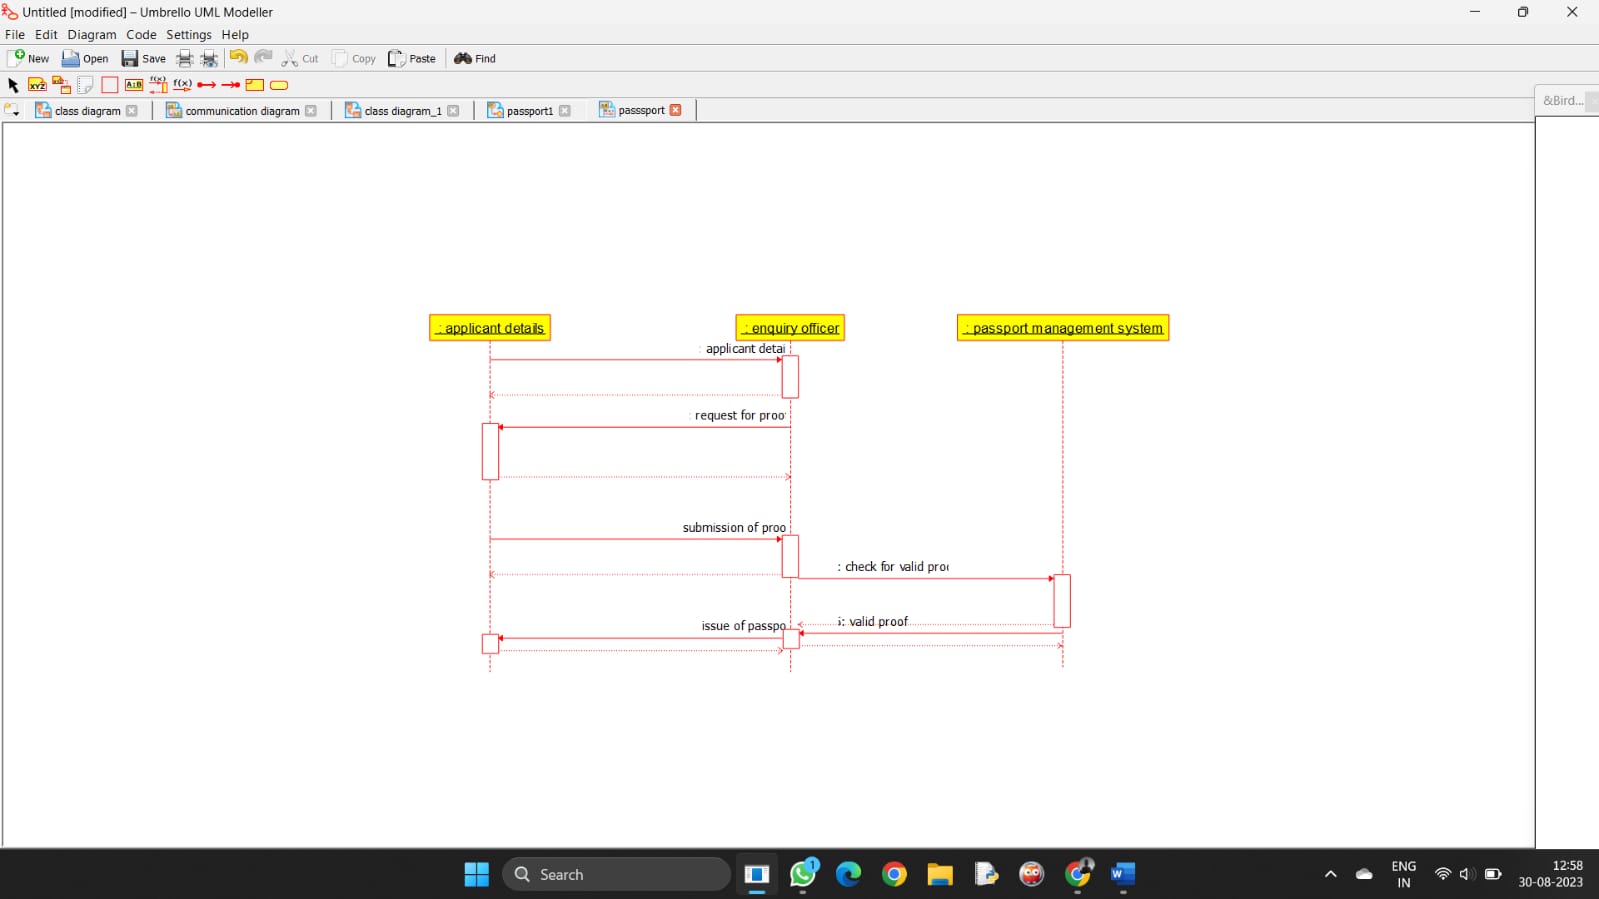 Untitled [modified] – Umbrello UML Modeller
File Edit Diagram Code Settings Help
New Open Save Cut Copy Paste Find
XYZ A:B f(x) f(x)
class diagram communication diagram class diagram_1 passport1 passsport
&Bird...
: applicant details : enquiry officer : passport management system
: applicant detai
: request for proo
submission of proo
: check for valid pro
: valid proof
issue of passpo
Search
1
ENG
IN
12:58
30-08-2023